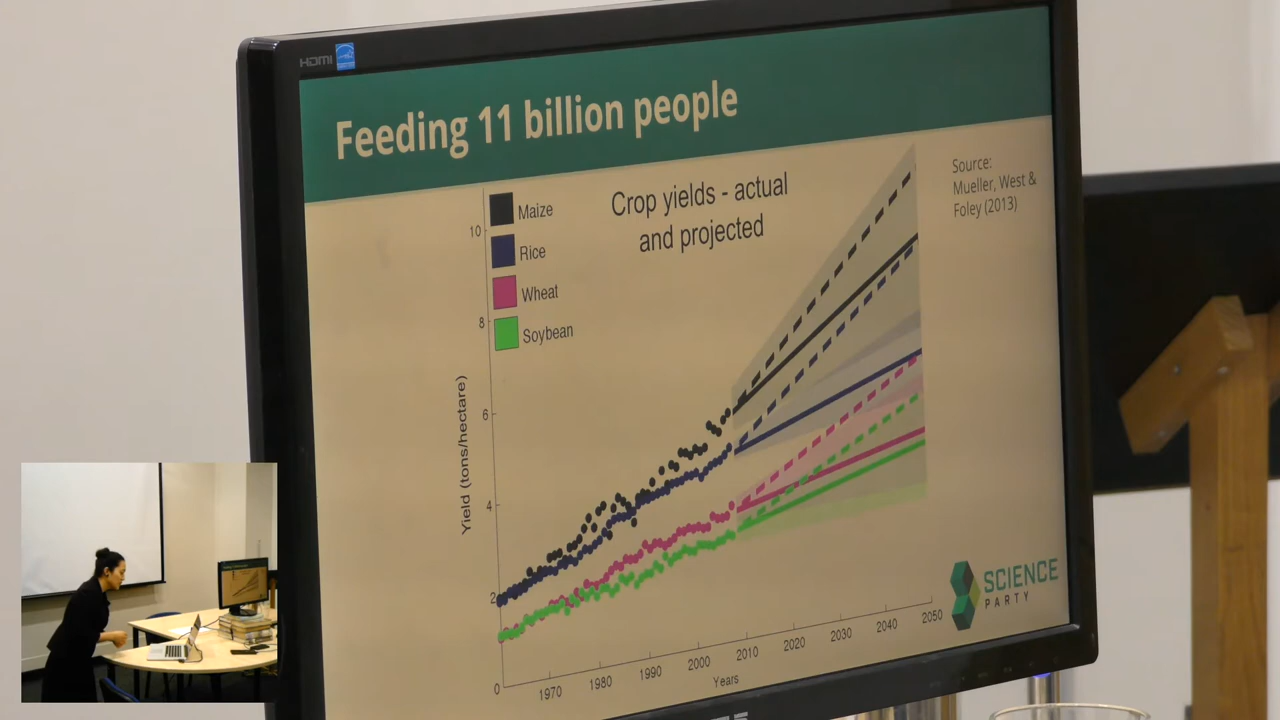 HDMI
Feeding 11 billion people
Crop yields - actual
and projected
Source:
Mueller, West &
Foley (2013)
Maize
Rice
Wheat
Soybean
Yield (tons/hectare)
10
8
6
4
2
0
1970
1980
1990
2000
2010
2020
2030
2040
2050
Years
SCIENCE
PARTY